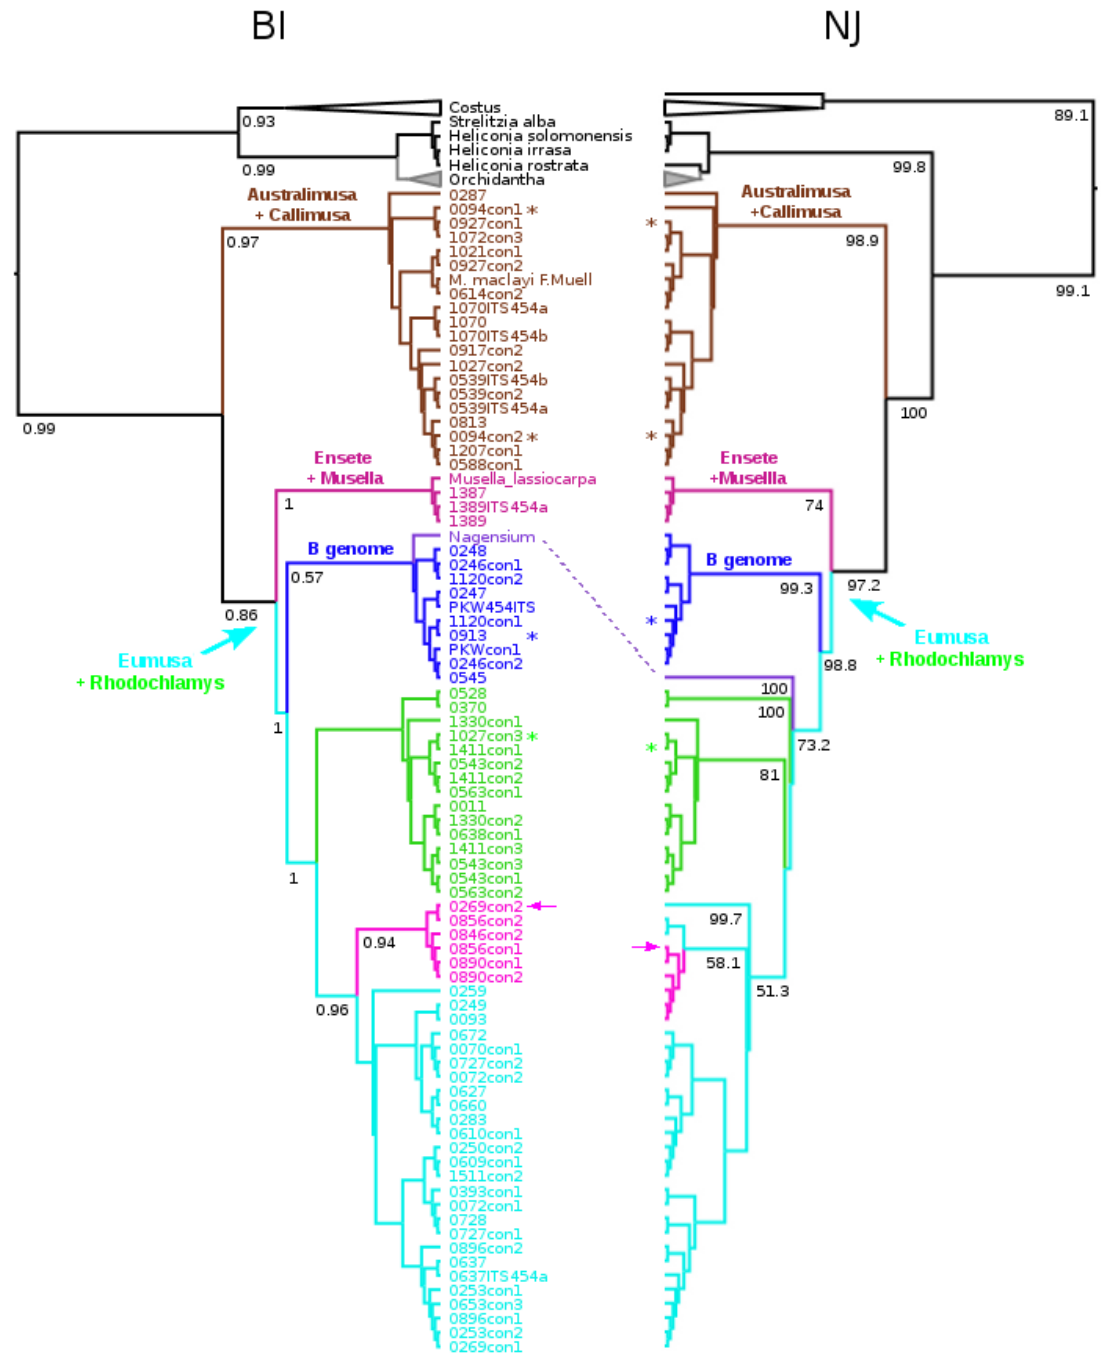 BI
NJ
Costus
Strelitzia alba
Heliconia solomonensis
Heliconia irrasa
Heliconia rostrata
Orchidantha
0287
0094con1 *
0927con1
1072con3
1021con1
0927con2
M. maclayi F.Muell
0614con2
1070ITS454a
1070
1070ITS454b
0917con2
1027con2
0539ITS454b
0539con2
0539ITS454a
0813
0094con2 *
1207con1
0588con1
Musella_lassiocarpa
1387
1389ITS454a
1389
Nagensium
0248
0246con1
1120con2
0247
PKW454ITS
1120con1
0913 *
PKWcon1
0246con2
0545
0528
0370
1330con1
1027con3 *
1411con1
0543con2
1411con2
0563con1
0011
1330con2
0638con1
1411con3
0543con3
0543con1
0563con2
0269con2
0856con2
0846con2
0856con1
0890con1
0890con2
0259
0249
0093
0672
0070con1
0727con2
0072con2
0627
0660
0283
0610con1
0250con2
0609con1
1511con2
0393con1
0072con1
0728
0727con1
0896con2
0637
0637ITS454a
0253con1
0653con3
0896con1
0253con2
0269con1
0.93
0.99
Australimusa
+ Callimusa
0.97
0.99
Ensete
+ Musella
1
B genome
0.57
0.86
Eumusa
+ Rhodochlamys
1
1
0.94
0.96
89.1
99.8
Australimusa
+Callimusa
98.9
99.1
100
*
*
Ensete
+Musellla
74
B genome
99.3
97.2
*
Eumusa
+ Rhodochlamys
98.8
100
100
73.2
*
81
99.7
58.1
51.3